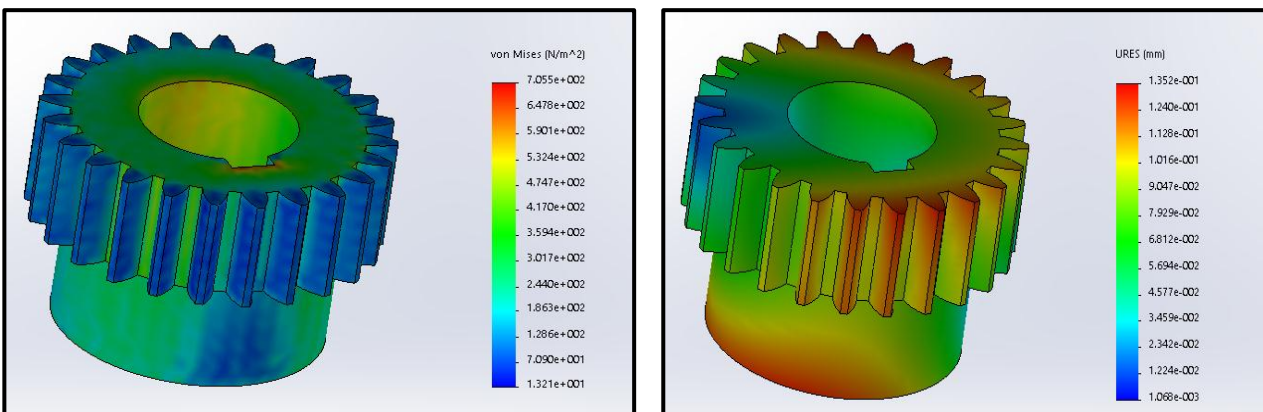 von Mises (N/m^2)
7.055e+002
6.478e+002
5.901e+002
5.324e+002
4.747e+002
4.170e+002
3.594e+002
3.017e+002
2.440e+002
1.863e+002
1.286e+002
7.090e+001
1.321e+001
URES (mm)
1.352e-001
1.240e-001
1.128e-001
1.016e-001
9.047e-002
7.929e-002
6.812e-002
5.694e-002
4.577e-002
3.459e-002
2.342e-002
1.224e-002
1.068e-003